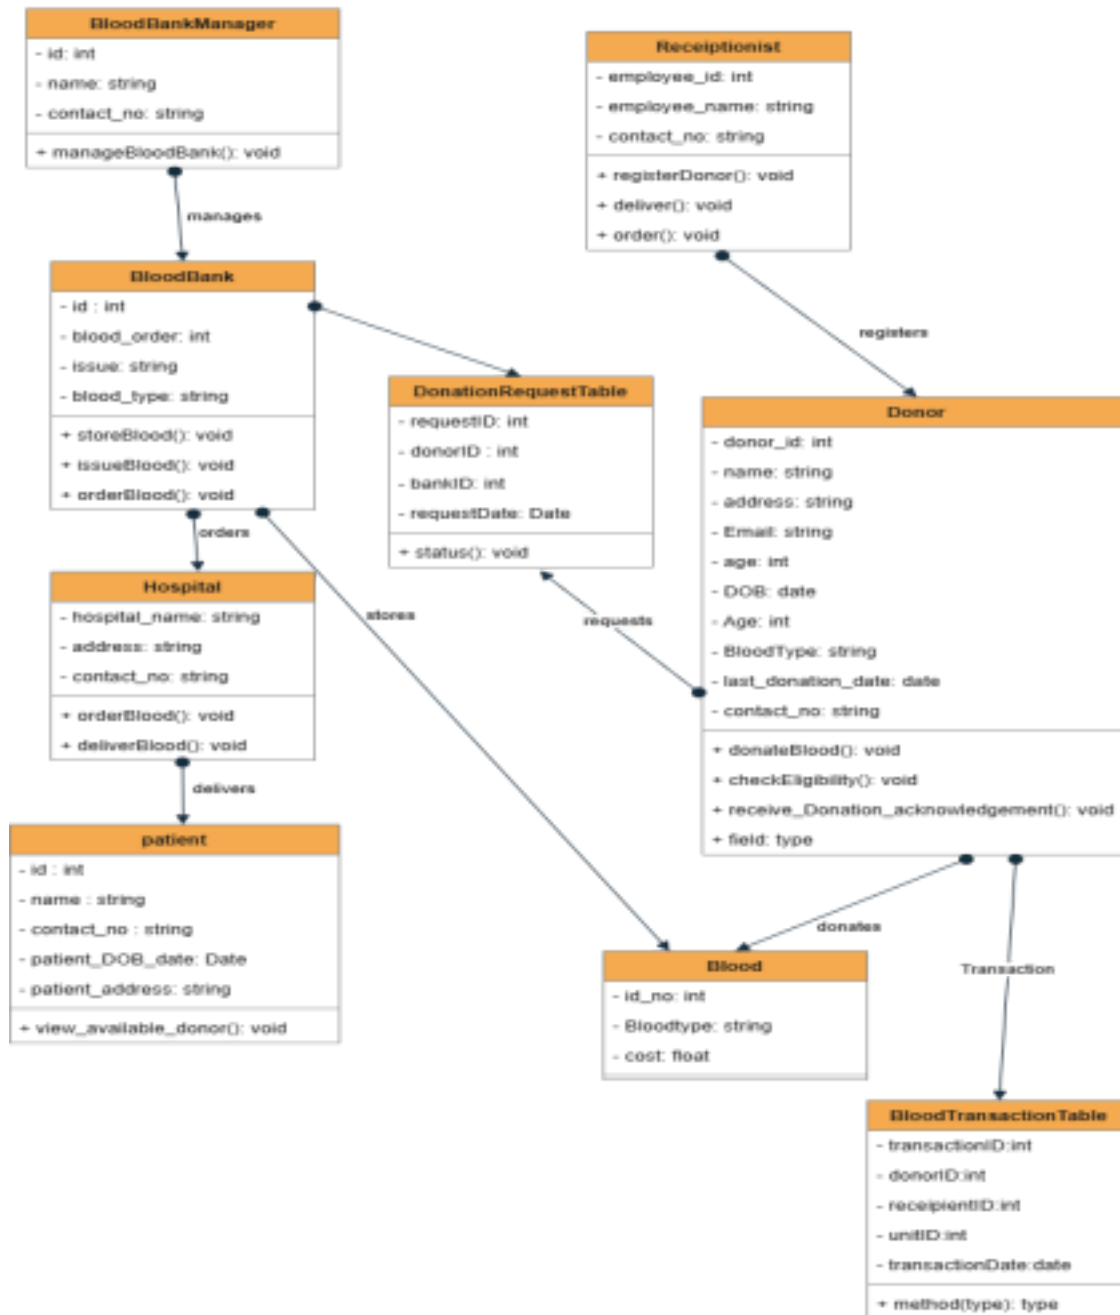 BloodBankManager
- id: int
- name: string
- contact_no: string
+ manageBloodBank(): void
manages
Receiptionist
- employee_id: int
- employee_name: string
- contact_no: string
+ registerDonor(): void
+ deliver(): void
+ order(): void
registers
BloodBank
- id : int
- blood_order: int
- issue: string
- blood_type: string
+ storeBlood(): void
+ issueBlood(): void
+ orderBlood(): void
orders
stores
DonationRequestTable
- requestID: int
- donorID : int
- bankID: int
- requestDate: Date
+ status(): void
requests
Donor
- donor_id: int
- name: string
- address: string
- Email: string
- age: int
- DOB: date
- Age: int
- BloodType: string
- last_donation_date: date
- contact_no: string
+ donateBlood(): void
+ checkEligibility(): void
+ receive_Donation_acknowledgement(): void
+ field: type
Hospital
- hospital_name: string
- address: string
- contact_no: string
+ orderBlood(): void
+ deliverBlood(): void
delivers
patient
- id : int
- name : string
- contact_no : string
- patient_DOB_date: Date
- patient_address: string
+ view_available_donor(): void
donates
Transaction
Blood
- id_no: int
- Bloodtype: string
- cost: float
BloodTransactionTable
- transactionID:int
- donorID:int
- receipientID:int
- unitID:int
- transactionDate:date
+ method(type): type